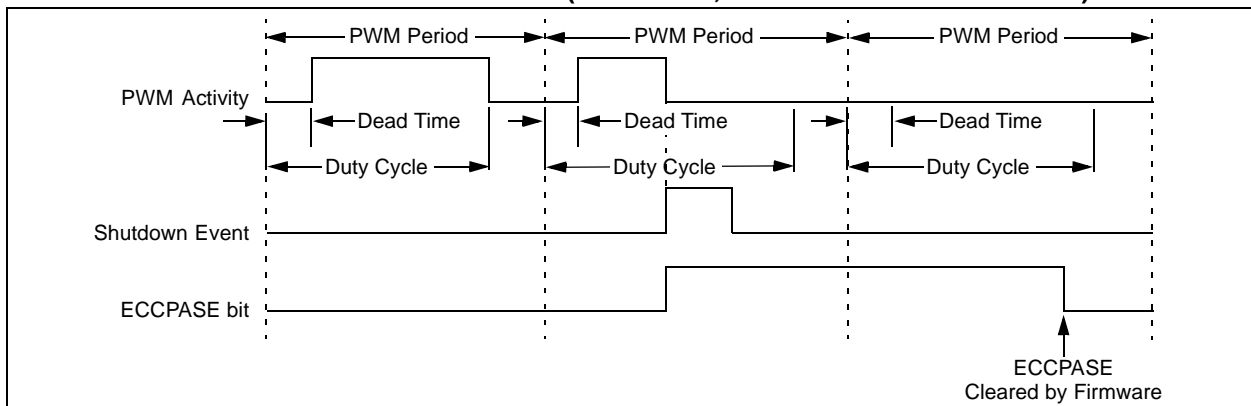 PWM Period PWM Period PWM Period
PWM Activity
Dead Time Dead Time Dead Time
Duty Cycle Duty Cycle Duty Cycle
Shutdown Event
ECCPASE bit
ECCPASE
Cleared by Firmware